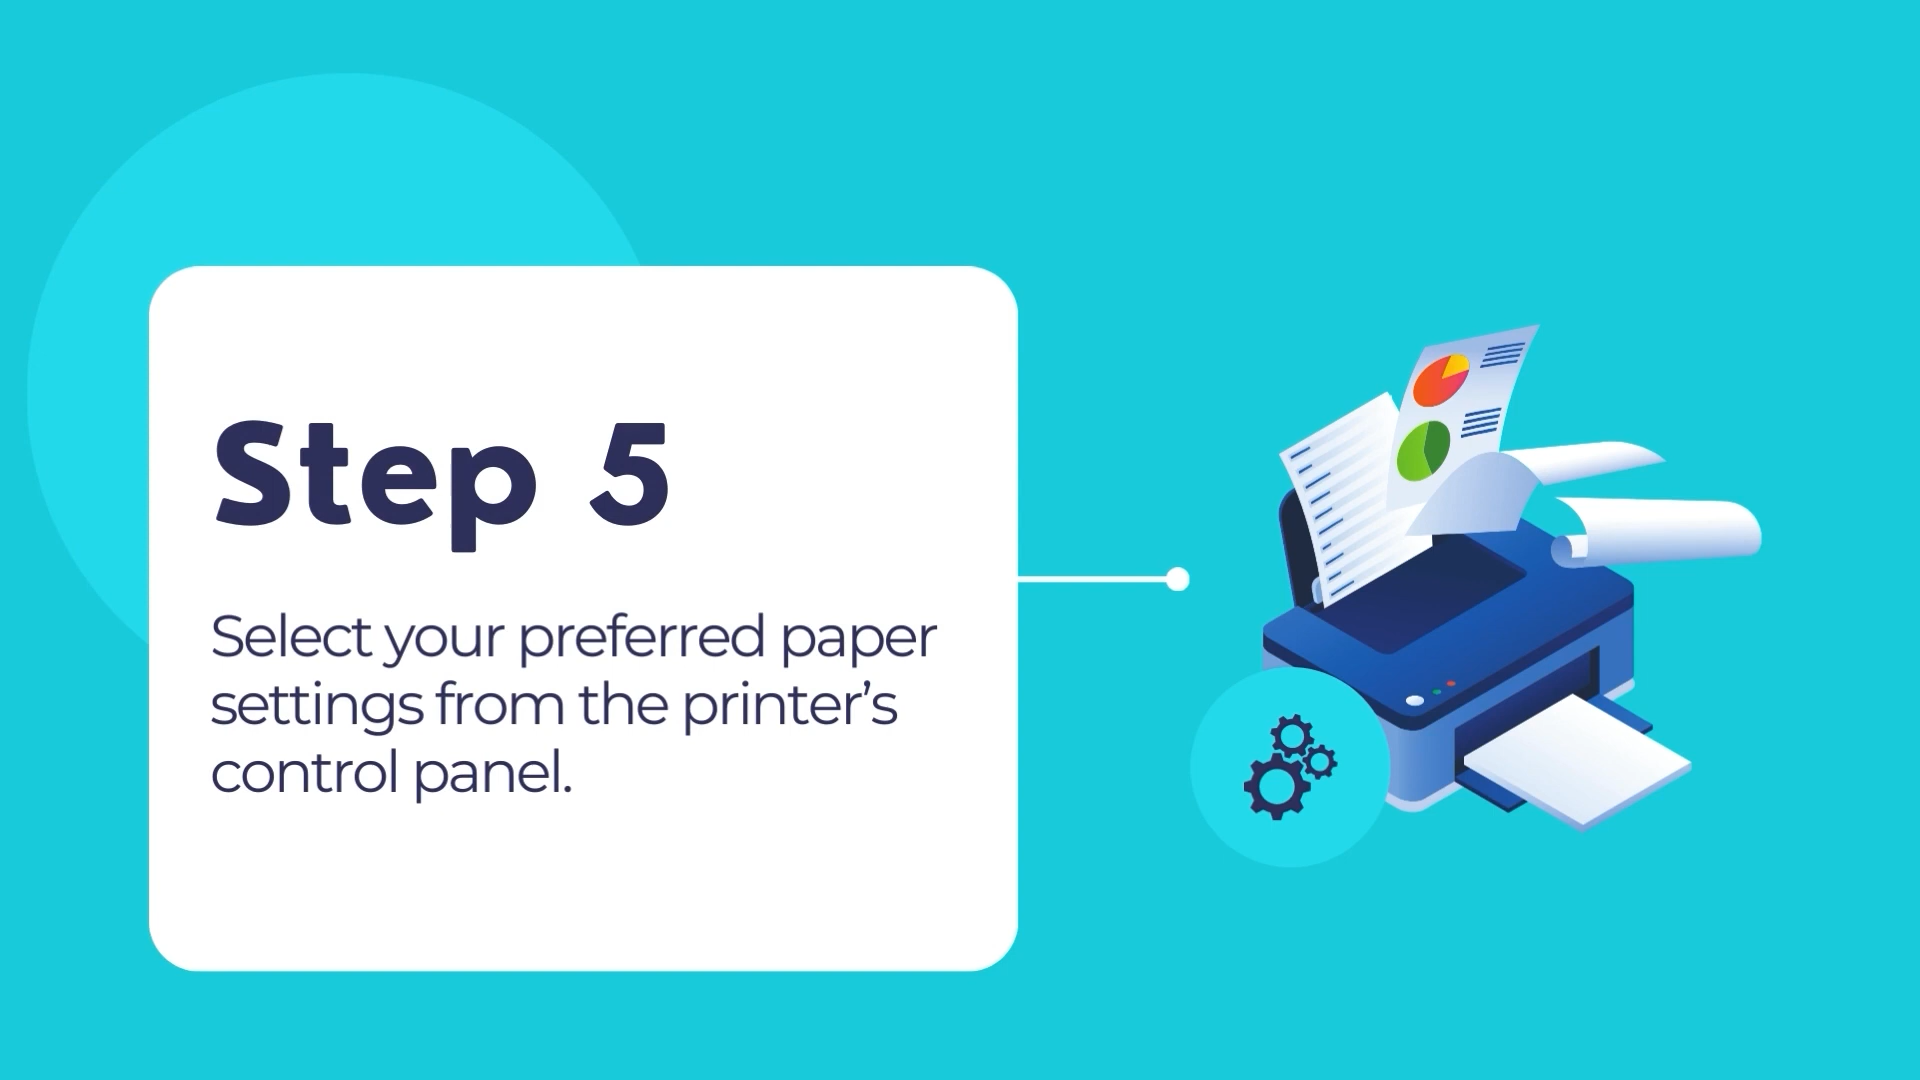 Step 5
Select your preferred paper
settings from the printer’s
control panel.